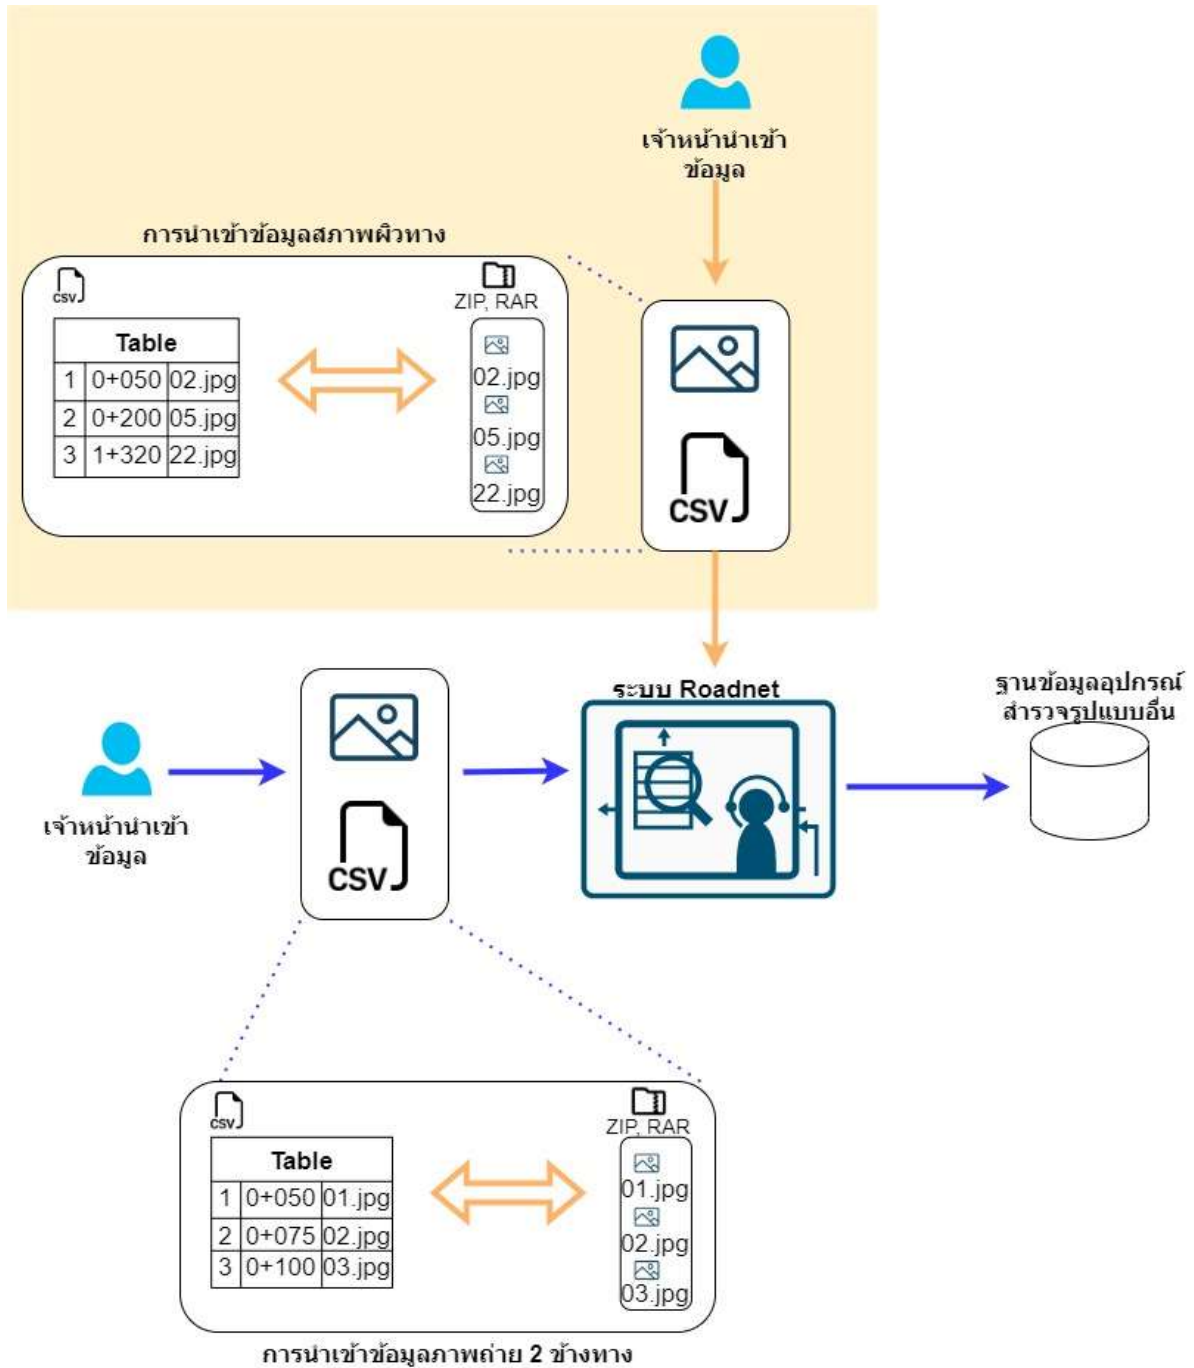 เจ้าหน้านำเข้า
ข้อมูล
การนำเข้าข้อมูลสภาพผิวทาง
CSV
ZIP, RAR
Table
1 0+050 02.jpg
2 0+200 05.jpg
3 1+320 22.jpg
02.jpg
05.jpg
22.jpg
CSV
ระบบ Roadnet
ฐานข้อมูลอุปกรณ์
สำรวจรูปแบบอื่น
เจ้าหน้านำเข้า
ข้อมูล
CSV
CSV
ZIP, RAR
Table
1 0+050 01.jpg
2 0+075 02.jpg
3 0+100 03.jpg
01.jpg
02.jpg
03.jpg
การนำเข้าข้อมูลภาพถ่าย 2 ข้างทาง